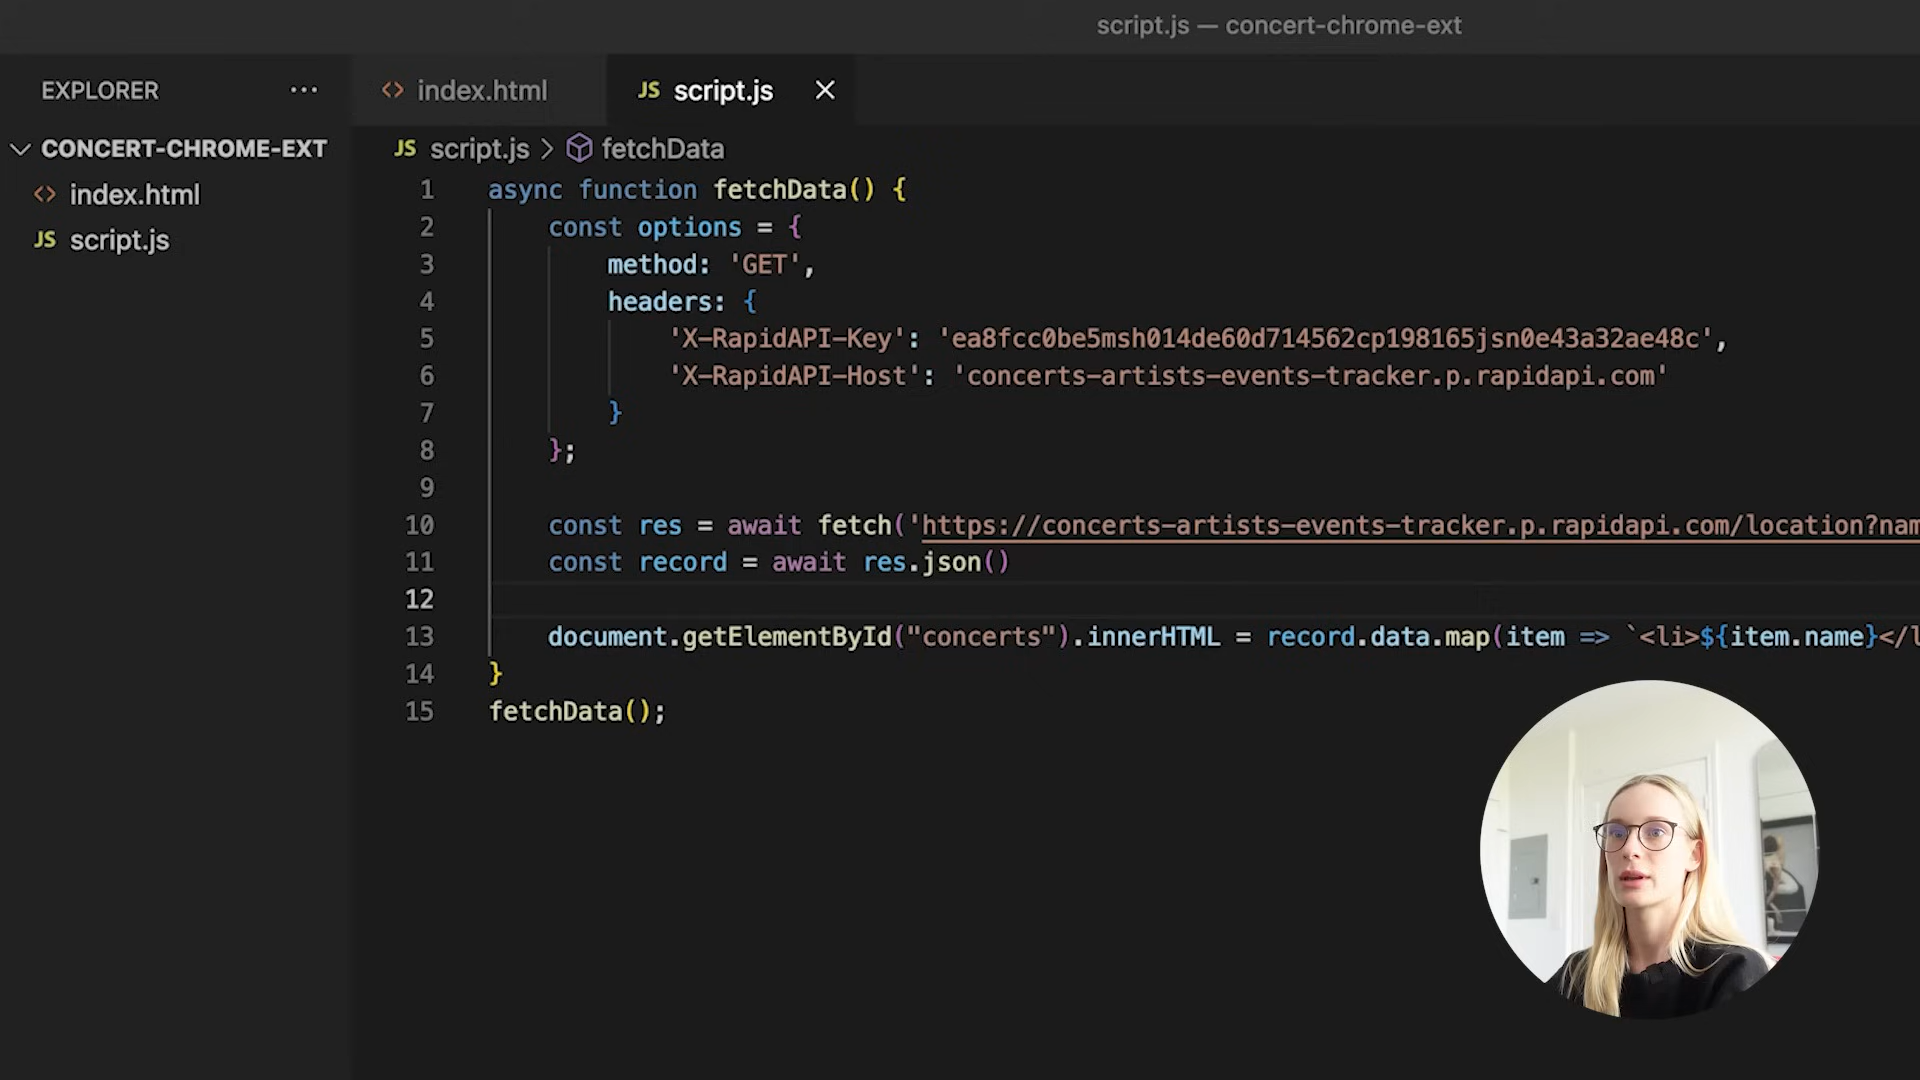 script.js — concert-chrome-ext
EXPLORER ···
index.html
JS script.js ×
CONCERT-CHROME-EXT
index.html
JS script.js
JS script.js > fetchData
1 async function fetchData() {
2 const options = {
3 method: 'GET',
4 headers: {
5 'X-RapidAPI-Key': 'ea8fcc0be5msh014de60d714562cp198165jsn0e43a32ae48c',
6 'X-RapidAPI-Host': 'concerts-artists-events-tracker.p.rapidapi.com'
7 }
8 };
9
10 const res = await fetch('https://concerts-artists-events-tracker.p.rapidapi.com/location?nam
11 const record = await res.json()
12
13 document.getElementById("concerts").innerHTML = record.data.map(item => `<li>${item.name}</l
14 }
15 fetchData();